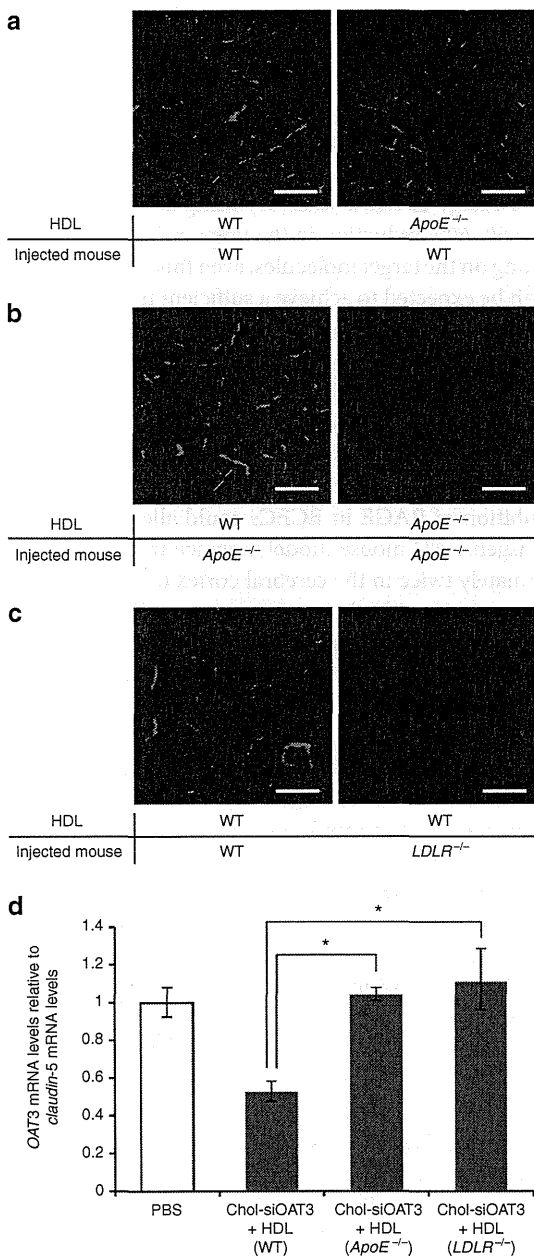 a
HDL WT ApoE−/−
Injected mouse WT WT
b
HDL WT ApoE−/−
Injected mouse ApoE−/− ApoE−/−
c
HDL WT WT
Injected mouse WT LDLR−/−
d
OAT3 mRNA levels relative to
claudin-5 mRNA levels
1.4
1.2
1
0.8
0.6
0.4
0.2
0
* *
PBS
Chol-siOAT3
+ HDL
(WT)
Chol-siOAT3
+ HDL
(ApoE−/−)
Chol-siOAT3
+ HDL
(LDLR−/−)